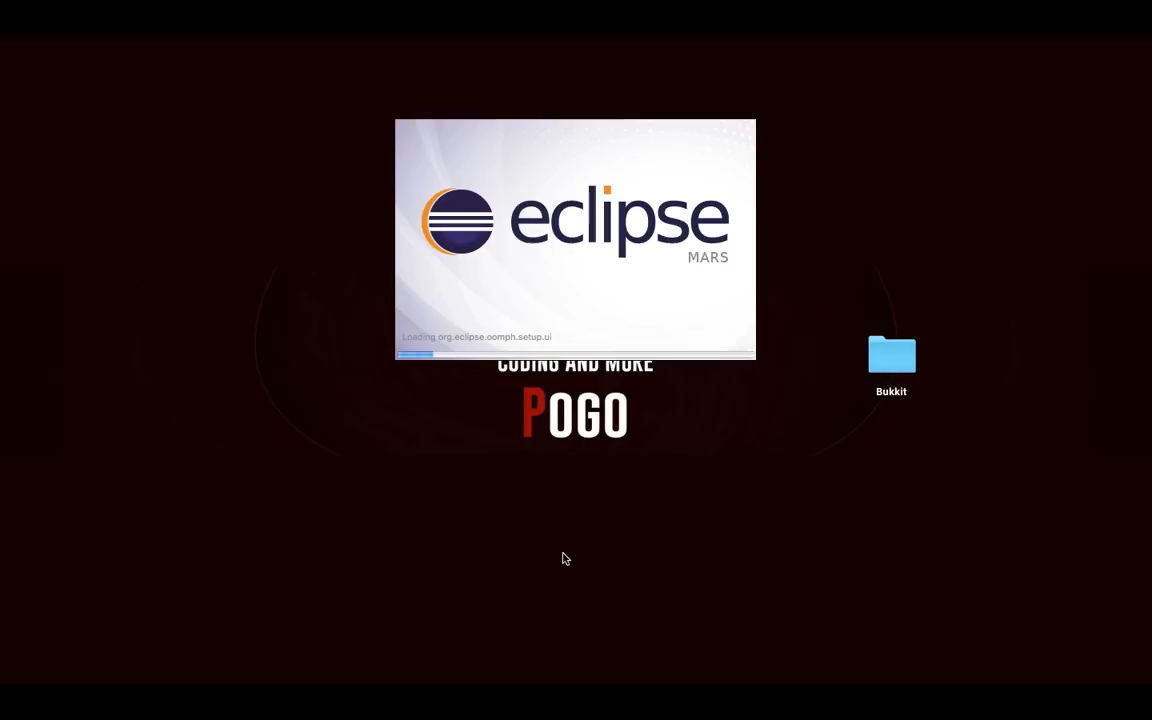 eclipse
MARS
Loading org.eclipse.oomph.setup.ui
CODING AND MORE
POGO
Bukkit